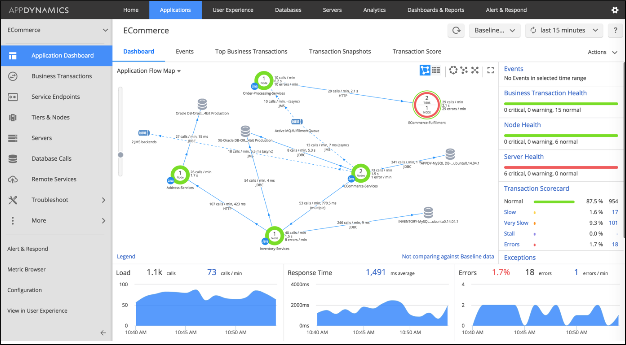 APPDYNAMICS
Home
Applications
User Experience
Databases
Servers
Analytics
Dashboards & Reports
Alert & Respond
ECommerce
ECommerce
Baseline...
last 15 minutes
?
Dashboard
Events
Top Business Transactions
Transaction Snapshots
Transaction Score
Actions
Application Dashboard
Business Transactions
Service Endpoints
Tiers & Nodes
Servers
Database Calls
Remote Services
Troubleshoot
More
Alert & Respond
Metric Browser
Configuration
View in User Experience
Application Flow Map
Order-Processing-Services
ECommerce-Fulfillment
Address-Services
ECommerce-Services
Inventory-Services
Legend
Not comparing against Baseline data
Events
No Events in selected time range
Business Transaction Health
0 critical, 0 warning, 15 normal
Node Health
0 critical, 0 warning, 6 normal
Server Health
6 critical, 0 warning, 0 normal
Transaction Scorecard
Normal 87.5 % 954
Slow 1.6 % 17
Very Slow 0.3 % 101
Stall 0.0 %
Errors 1.7% 18
Exceptions
Load 1.1k calls 73 calls / min
100
50
0
10:40 AM 10:45 AM 10:50 AM
Response Time 1,491 ms average
4000ms
2000ms
0ms
10:40 AM 10:45 AM 10:50 AM
Errors 1.7% 18 errors 1 errors / min
4
2
0
10:40 AM 10:45 AM 10:50 AM